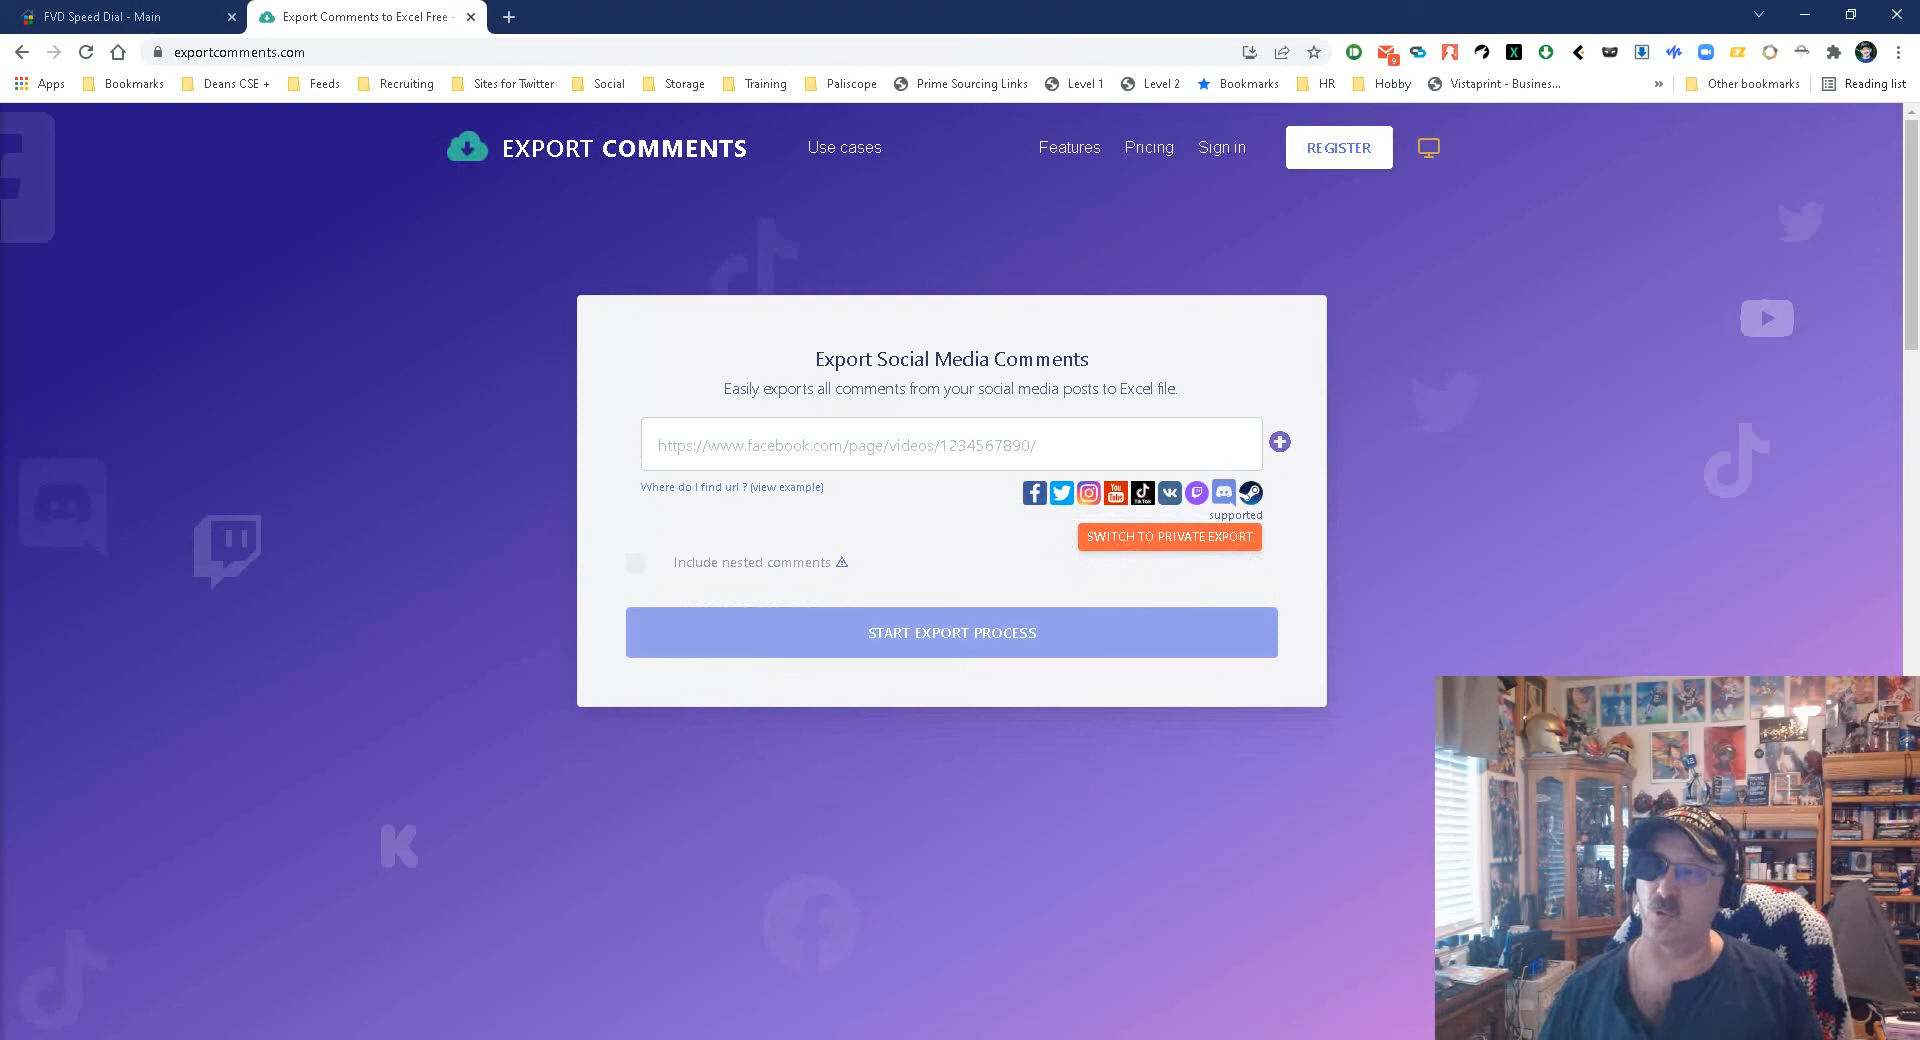 FVD Speed Dial - Main
Export Comments to Excel Free -
exportcomments.com
9
Apps Bookmarks Deans CSE + Feeds Recruiting Sites for Twitter Social Storage Training Paliscope Prime Sourcing Links Level 1 Level 2 Bookmarks HR Hobby Vistaprint - Busines... » Other bookmarks Reading list
EXPORT COMMENTS Use cases Features Pricing Sign in REGISTER
Export Social Media Comments
Easily exports all comments from your social media posts to Excel file.
https://www.facebook.com/page/videos/1234567890/
Where do I find url ? (view example)
supported
SWITCH TO PRIVATE EXPORT
Include nested comments
START EXPORT PROCESS